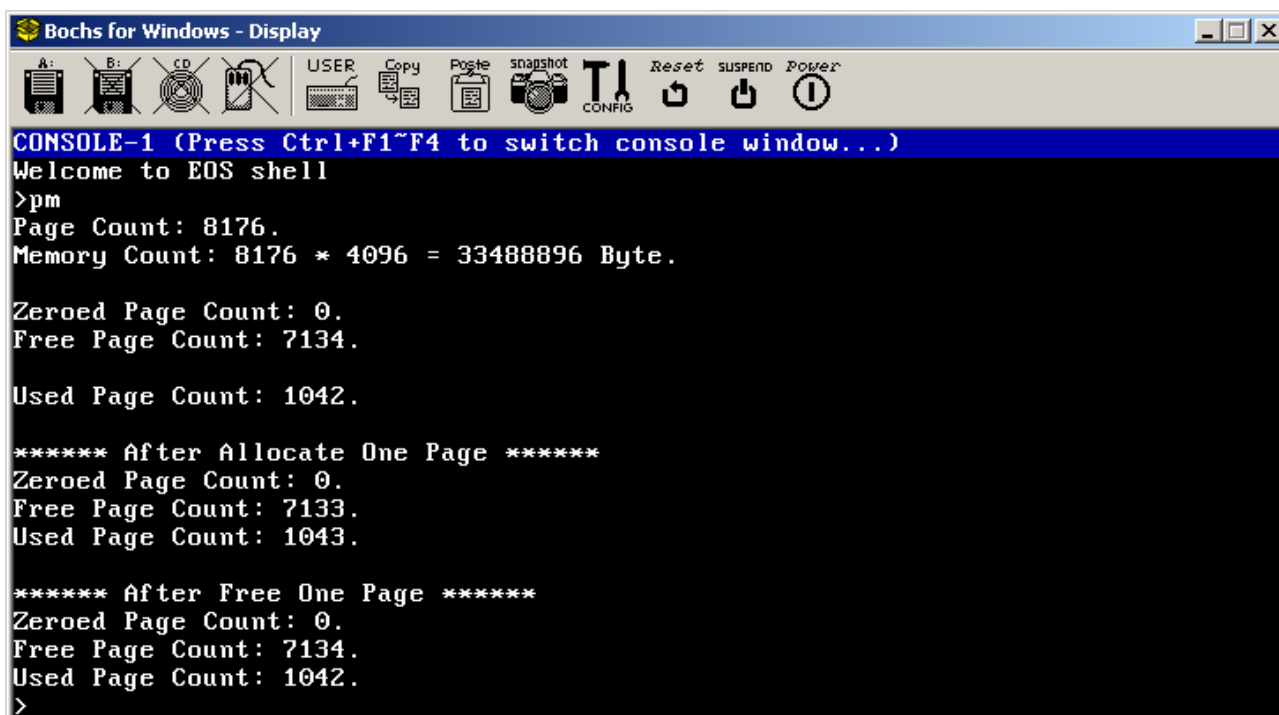 Bochs for Windows - Display
A: B: CD USER Copy Paste snapshot CONFIG Reset SUSPEND Power
CONSOLE-1 (Press Ctrl+F1~F4 to switch console window...)
Welcome to EOS shell
>pm
Page Count: 8176.
Memory Count: 8176 * 4096 = 33488896 Byte.
Zeroed Page Count: 0.
Free Page Count: 7134.
Used Page Count: 1042.
****** After Allocate One Page ******
Zeroed Page Count: 0.
Free Page Count: 7133.
Used Page Count: 1043.
****** After Free One Page ******
Zeroed Page Count: 0.
Free Page Count: 7134.
Used Page Count: 1042.
>